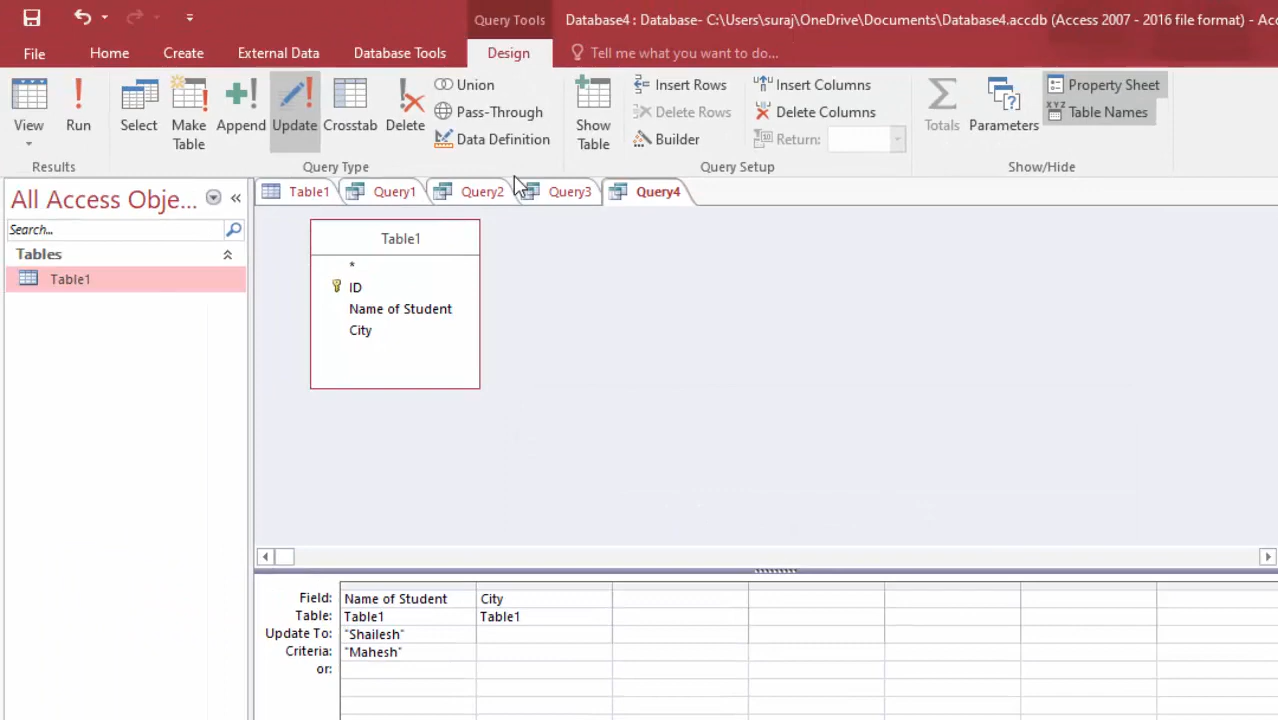 Query Tools
Database4 : Database- C:\Users\suraj\OneDrive\Documents\Database4.accdb (Access 2007 - 2016 file format) - Acc
File Home Create External Data Database Tools Design Tell me what you want to do...
View Run Select Make Table Append Update Crosstab Delete
Union
Pass-Through
Data Definition
Show Table
Insert Rows
Delete Rows
Builder
Insert Columns
Delete Columns
Return:
Totals Parameters
Property Sheet
XYZ Table Names
Results Query Type Query Setup Show/Hide
All Access Obje...
Search...
Tables
Table1
Table1 Query1 Query2 Query3 Query4
Table1
*
ID
Name of Student
City
Field: Name of Student City
Table: Table1 Table1
Update To: "Shailesh"
Criteria: "Mahesh"
or: